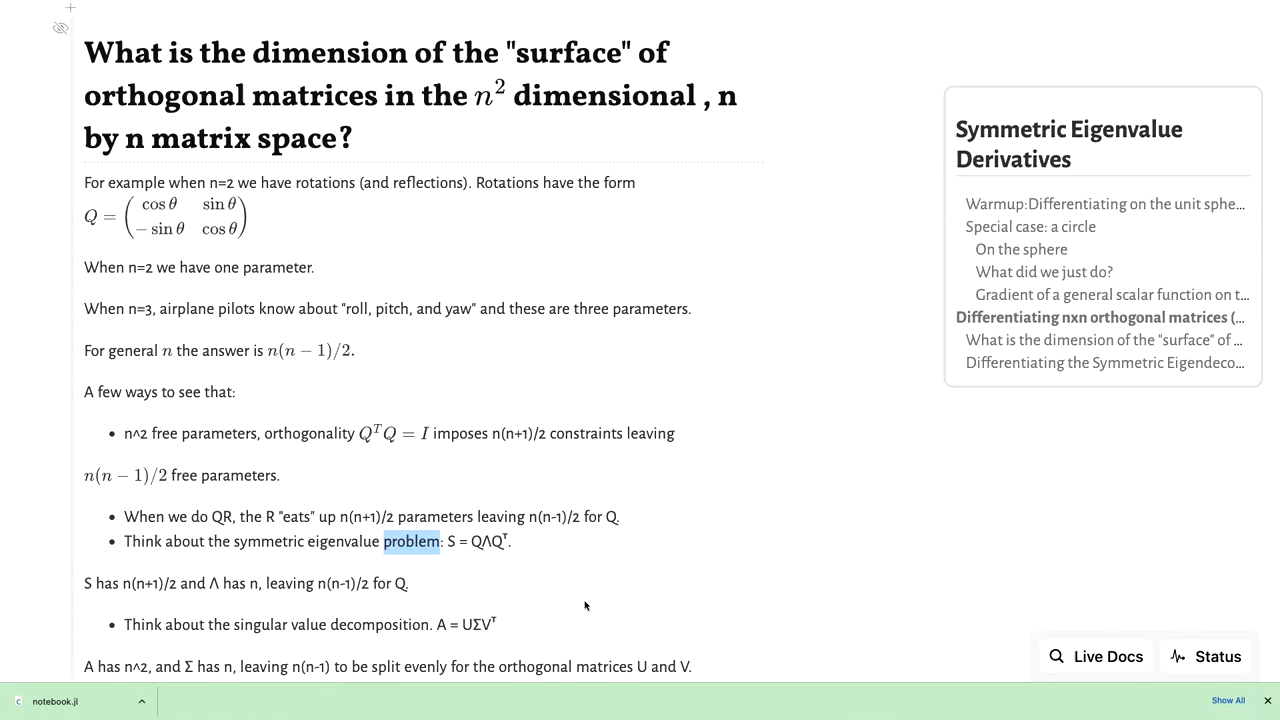 What is the dimension of the "surface" of
orthogonal matrices in the n² dimensional , n
by n matrix space?
For example when n=2 we have rotations (and reflections). Rotations have the form
Q = ( cos θ sin θ
− sin θ cos θ )
When n=2 we have one parameter.
When n=3, airplane pilots know about "roll, pitch, and yaw" and these are three parameters.
For general n the answer is n(n − 1)/2.
A few ways to see that:
• n^2 free parameters, orthogonality QᵀQ = I imposes n(n+1)/2 constraints leaving
n(n − 1)/2 free parameters.
• When we do QR, the R "eats" up n(n+1)/2 parameters leaving n(n-1)/2 for Q.
• Think about the symmetric eigenvalue problem: S = QΛQᵀ.
S has n(n+1)/2 and Λ has n, leaving n(n-1)/2 for Q.
• Think about the singular value decomposition. A = UΣVᵀ
A has n^2, and Σ has n, leaving n(n-1) to be split evenly for the orthogonal matrices U and V.
Symmetric Eigenvalue
Derivatives
Warmup:Differentiating on the unit sphe...
Special case: a circle
On the sphere
What did we just do?
Gradient of a general scalar function on t...
Differentiating nxn orthogonal matrices (...
What is the dimension of the "surface" of ...
Differentiating the Symmetric Eigendeco...
Live Docs
Status
notebook.jl
Show All